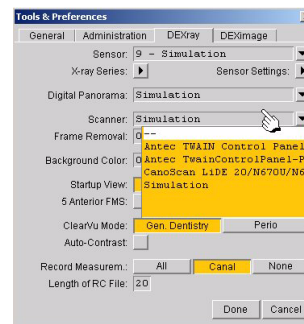 Tools & Preferences
General Administration DEXray DEXimage
Sensor: 9 - Simulation
X-ray Series: Sensor Settings:
Digital Panorama: Simulation
Scanner: Simulation
Frame Removal: 0 --
Antec TWAIN Control Panel
Background Color: 0 Antec TwainControlPanel-P
CanoScan LiDE 20/N670U/N6
Startup View: Simulation
5 Anterior FMS:
ClearVu Mode: Gen. Dentistry Perio
Auto-Contrast:
Record Measurem.: All Canal None
Length of RC File: 20
Done Cancel